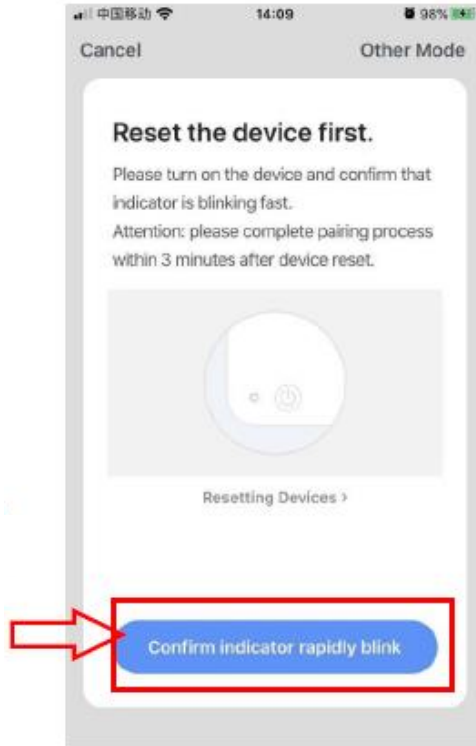 中国移动 14:09 98%
Cancel Other Mode
Reset the device first.
Please turn on the device and confirm that
indicator is blinking fast.
Attention: please complete pairing process
within 3 minutes after device reset.
Resetting Devices >
Confirm indicator rapidly blink